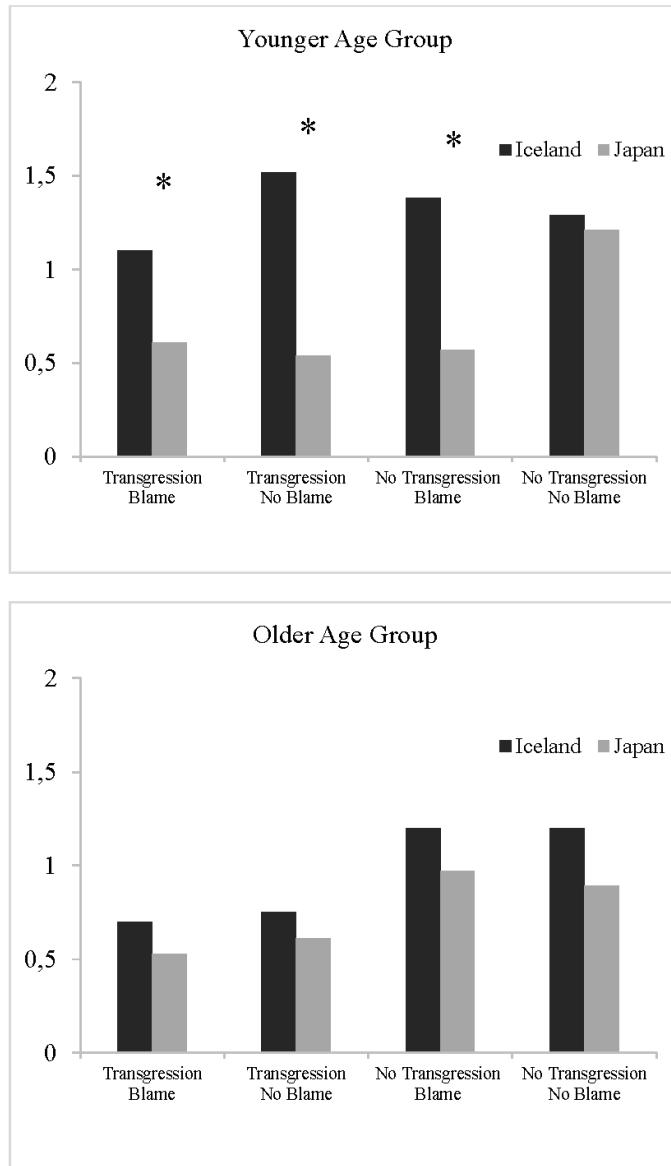 Younger Age Group
2
*
*
*
Iceland Japan
1,5
1
0,5
0
Transgression Blame
Transgression No Blame
No Transgression Blame
No Transgression No Blame
Older Age Group
2
Iceland Japan
1,5
1
0,5
0
Transgression Blame
Transgression No Blame
No Transgression Blame
No Transgression No Blame